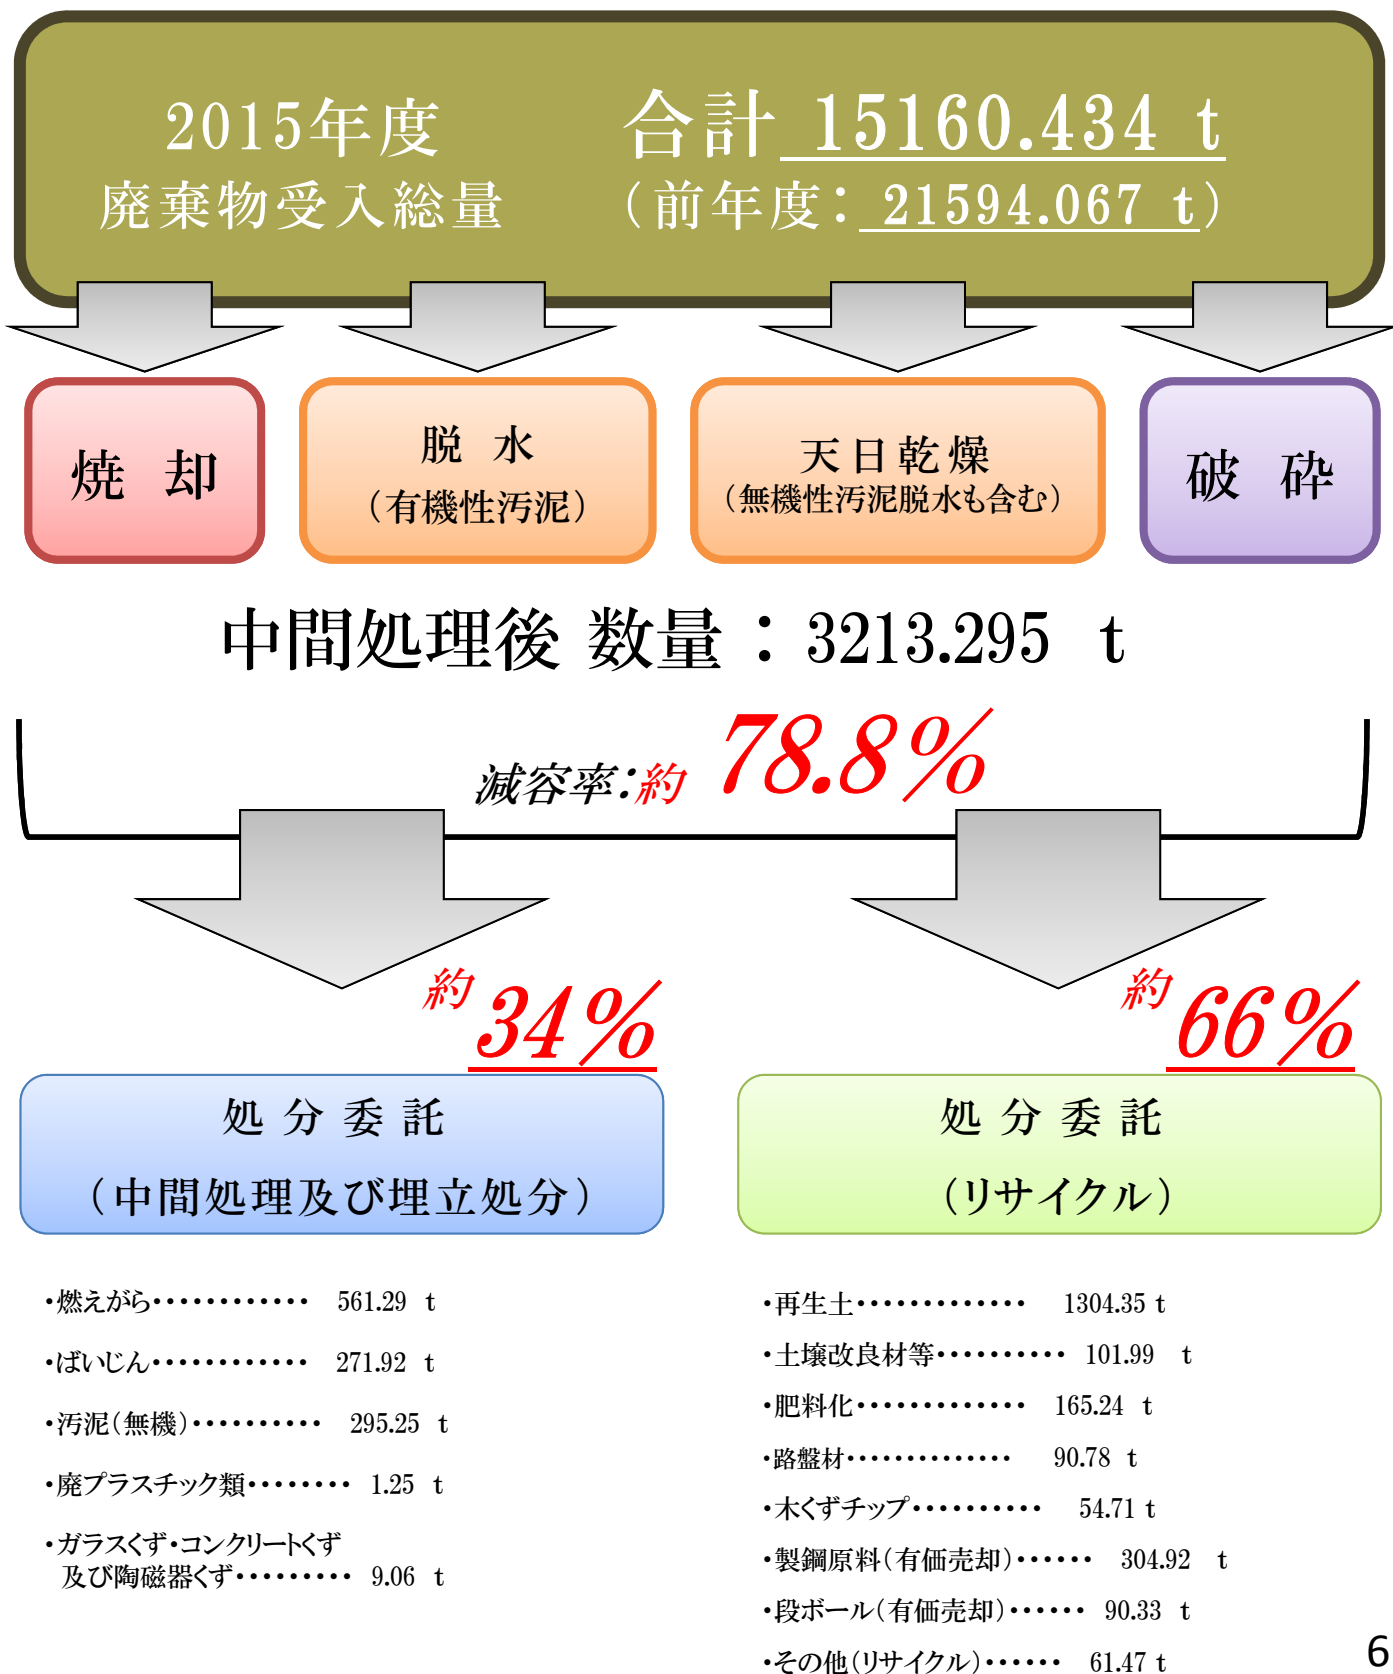 2015年度
廃棄物受入総量
合計 15160.434 t
(前年度: 21594.067 t)
焼 却
脱 水
(有機性汚泥)
天日乾燥
(無機性汚泥脱水も含む)
破 砕
中間処理後 数量 : 3213.295 t
減容率:約 78.8%
約34%
処 分 委 託
(中間処理及び埋立処分)
・燃えがら・・・・・・・・・・・・ 561.29 t
・ばいじん・・・・・・・・・・・・ 271.92 t
・汚泥(無機)・・・・・・・・・・ 295.25 t
・廃プラスチック類・・・・・・・・ 1.25 t
・ガラスくず・コンクリートくず
及び陶磁器くず・・・・・・・・・ 9.06 t
約66%
処 分 委 託
(リサイクル)
・再生土・・・・・・・・・・・・・ 1304.35 t
・土壌改良材等・・・・・・・・・・ 101.99 t
・肥料化・・・・・・・・・・・・・ 165.24 t
・路盤材・・・・・・・・・・・・・ 90.78 t
・木くずチップ・・・・・・・・・・ 54.71 t
・製鋼原料(有価売却)・・・・・・ 304.92 t
・段ボール(有価売却)・・・・・・ 90.33 t
・その他(リサイクル)・・・・・・ 61.47 t
6